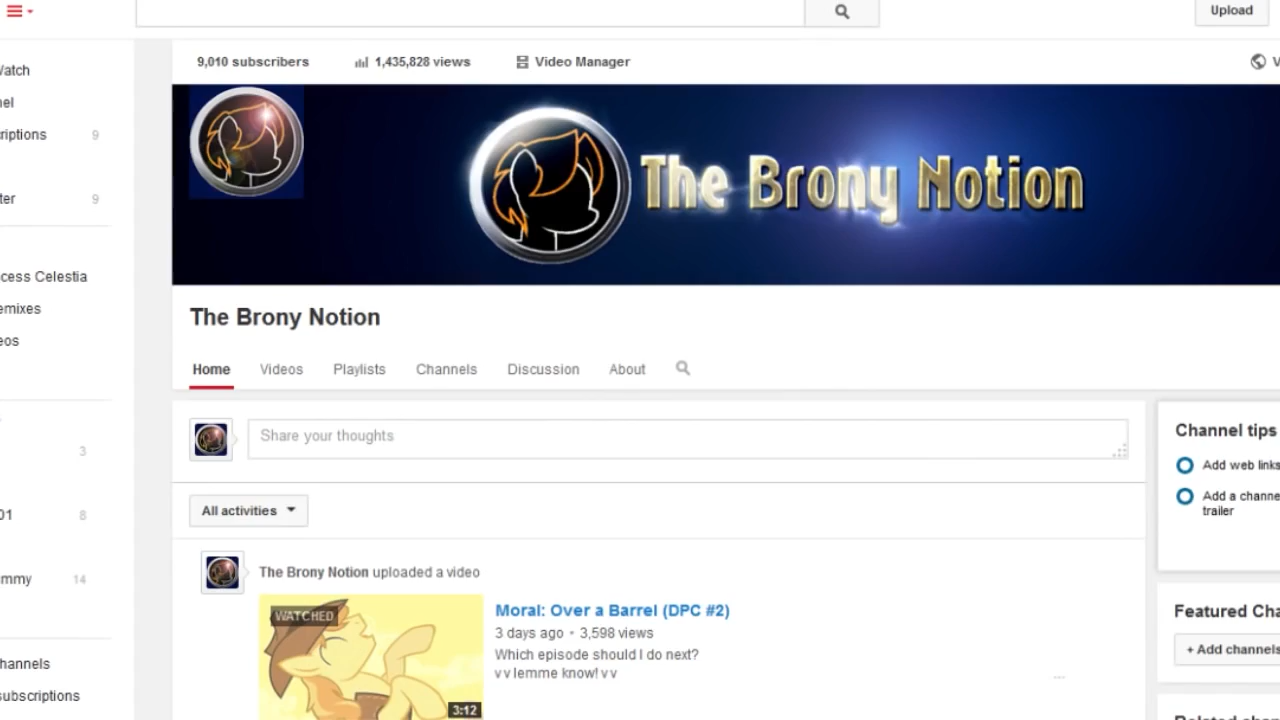 Upload
9,010 subscribers
1,435,828 views
Video Manager
V
The Brony Notion
The Brony Notion
Home
Videos
Playlists
Channels
Discussion
About
Share your thoughts
All activities
The Brony Notion uploaded a video
WATCHED
3:12
Moral: Over a Barrel (DPC #2)
3 days ago • 3,598 views
Which episode should I do next?
v v lemme know! v v
Channel tips
Add web links
Add a channe
trailer
Featured Cha
+ Add channels
Related chan
Watch
nel
criptions
9
ter
9
cess Celestia
emixes
eos
3
01
8
mmy
14
hannels
subscriptions